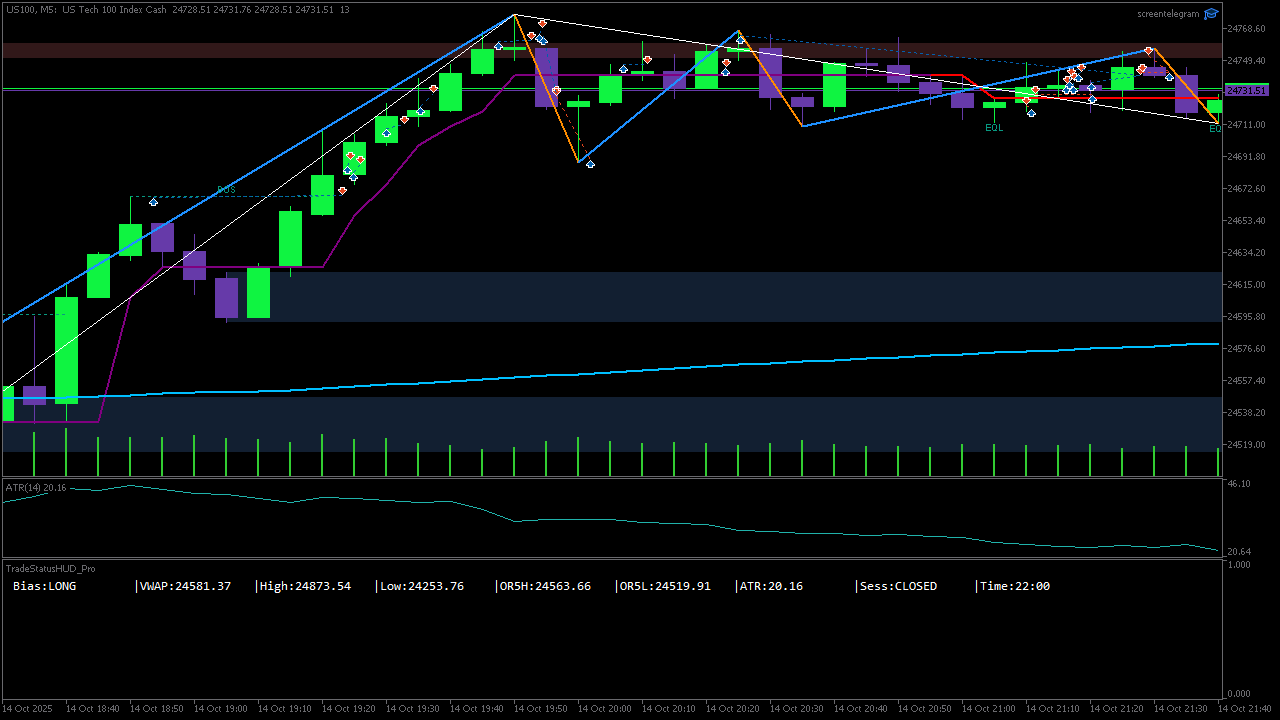 US100, M5: US Tech 100 Index Cash 24728.51 24731.76 24728.51 24731.51 13
screentelegram
24768.60
24749.40
24731.51
24711.00
24691.80
24672.60
24653.40
24634.20
24615.00
24595.80
24576.60
24557.40
24538.20
24519.00
BOS
EQL
EQ
ATR(14) 20.16
46.10
20.64
TradeStatusHUD_Pro
1.000
Bias:LONG |VWAP:24581.37 |High:24873.54 |Low:24253.76 |OR5H:24563.66 |OR5L:24519.91 |ATR:20.16 |Sess:CLOSED |Time:22:00
0.000
14 Oct 2025 14 Oct 18:40 14 Oct 18:50 14 Oct 19:00 14 Oct 19:10 14 Oct 19:20 14 Oct 19:30 14 Oct 19:40 14 Oct 19:50 14 Oct 20:00 14 Oct 20:10 14 Oct 20:20 14 Oct 20:30 14 Oct 20:40 14 Oct 20:50 14 Oct 21:00 14 Oct 21:10 14 Oct 21:20 14 Oct 21:30 14 Oct 21:40